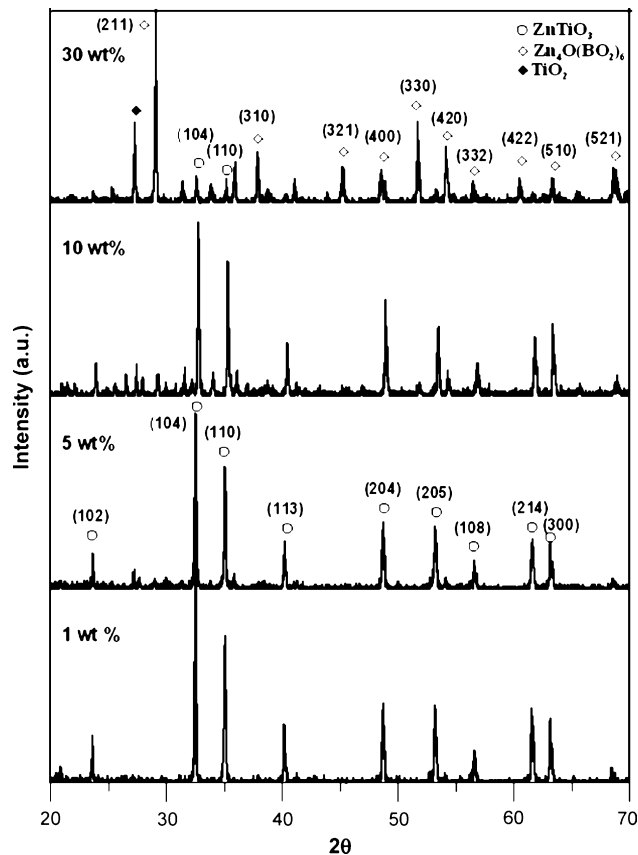 (211)
ZnTiO₃
Zn₄O(BO₂)₆
TiO₂
30 wt%
(330)
(310)
(420)
(104)
(110)
(321)
(400)
(332)
(422)
(510)
(521)
10 wt%
5 wt%
(104)
(110)
(102)
(113)
(204)
(205)
(108)
(214)
(300)
1 wt %
Intensity (a.u.)
20 30 40 50 60 70
2θ